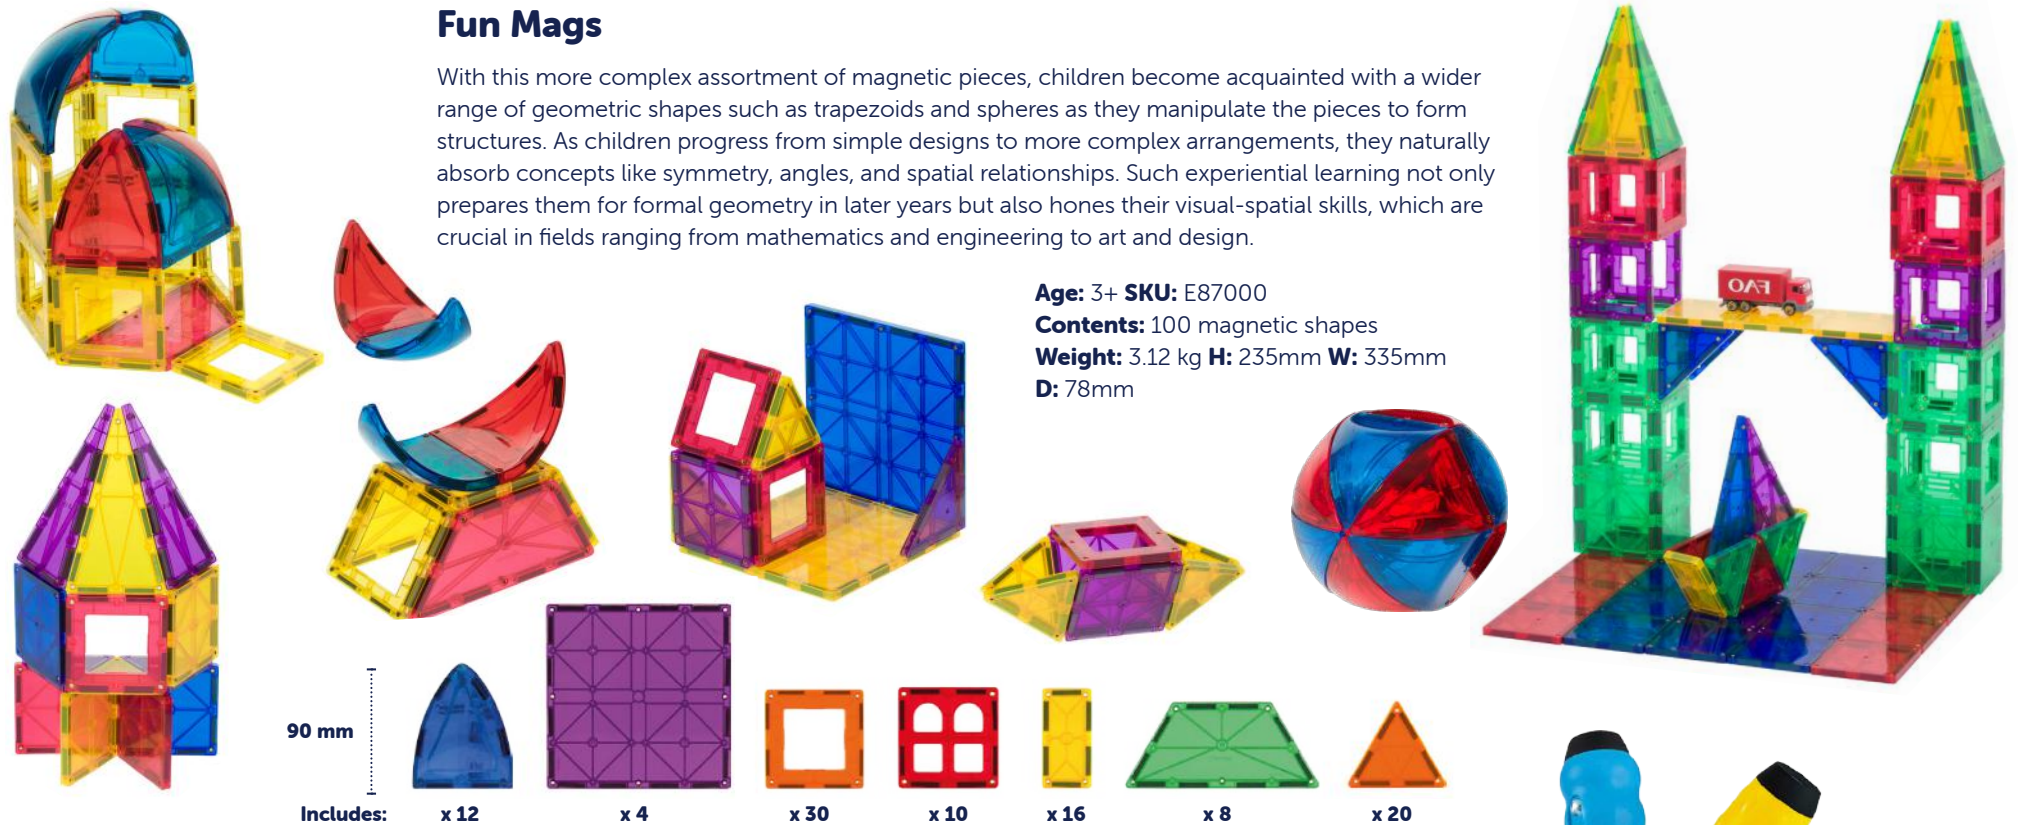 Fun Mags
With this more complex assortment of magnetic pieces, children become acquainted with a wider
range of geometric shapes such as trapezoids and spheres as they manipulate the pieces to form
structures. As children progress from simple designs to more complex arrangements, they naturally
absorb concepts like symmetry, angles, and spatial relationships. Such experiential learning not only
prepares them for formal geometry in later years but also hones their visual-spatial skills, which are
crucial in fields ranging from mathematics and engineering to art and design.
Age: 3+ SKU: E87000
Contents: 100 magnetic shapes
Weight: 3.12 kg H: 235mm W: 335mm
D: 78mm
FAO
90 mm
Includes: x 12 x 4 x 30 x 10 x 16 x 8 x 20